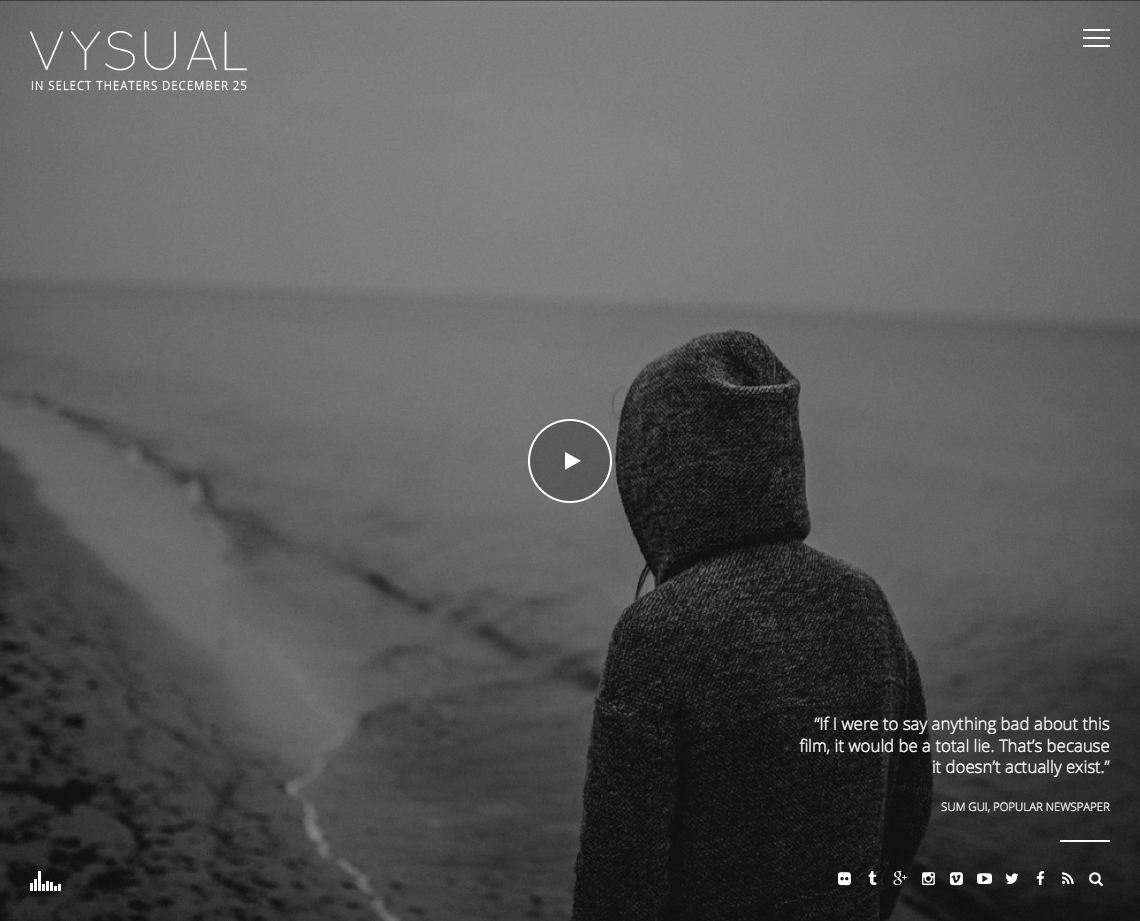 VYSUAL
IN SELECT THEATERS DECEMBER 25
“If I were to say anything bad about this
film, it would be a total lie. That’s because
it doesn’t actually exist.”
SUM GUI, POPULAR NEWSPAPER